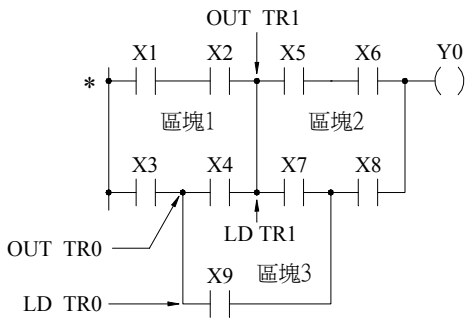 OUT TR1
X1 X2 X5 X6 Y0
*
區塊1 區塊2
X3 X4 X7 X8
OUT TR0 LD TR1
X9 區塊3
LD TR0